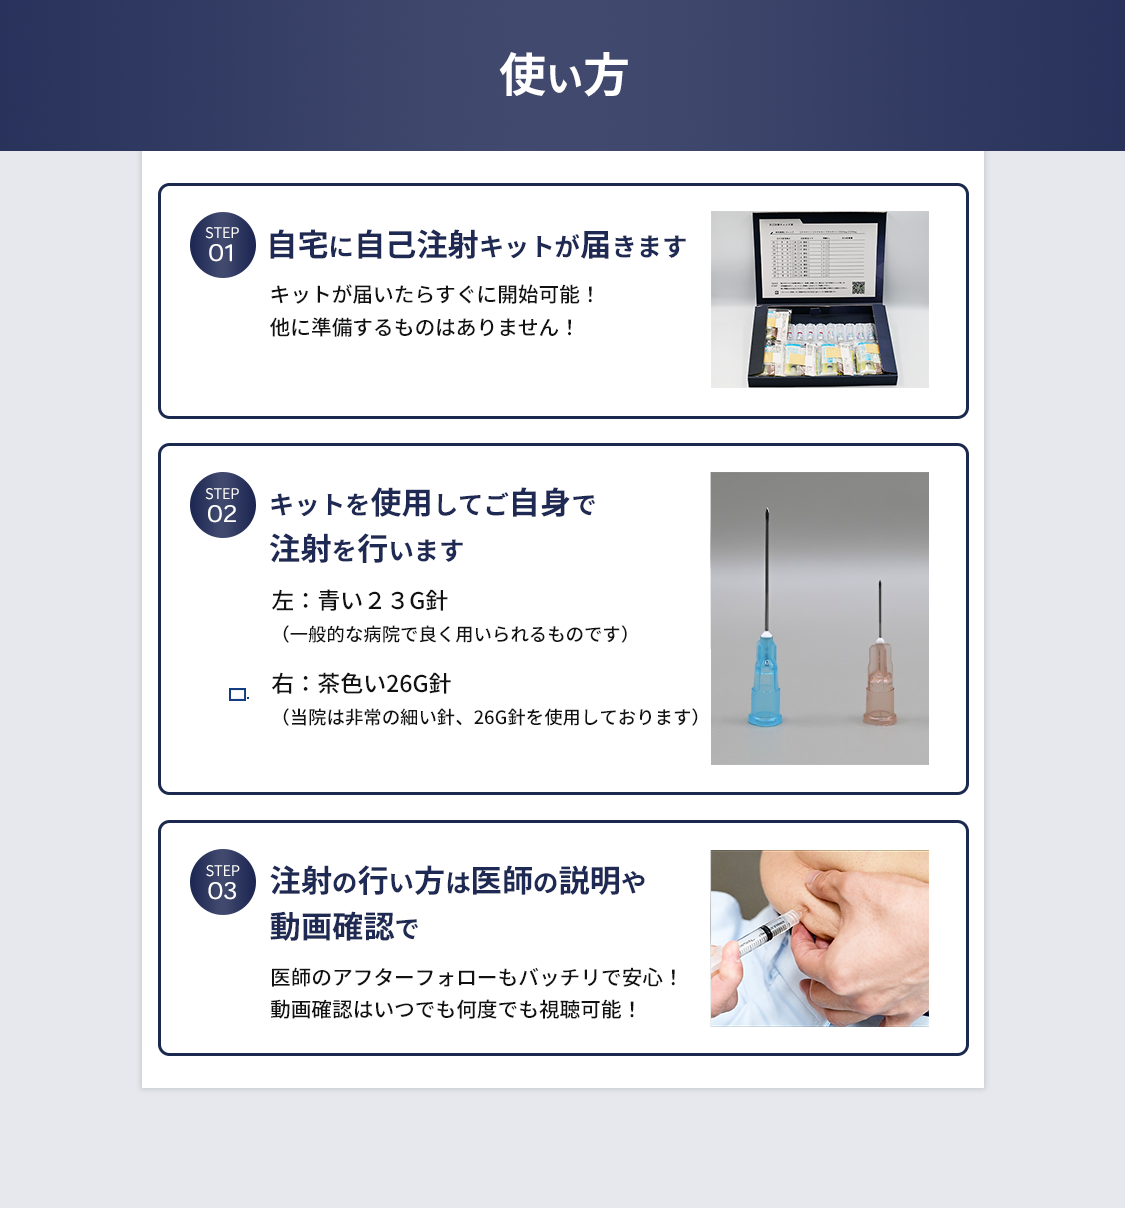 使い方
STEP
01
自宅に自己注射キットが届きます
キットが届いたらすぐに開始可能！
他に準備するものはありません！
STEP
02
キットを使用してご自身で
注射を行います
左：青い２３G針
（一般的な病院で良く用いられるものです）
右：茶色い26G針
（当院は非常の細い針、26G針を使用しております）
STEP
03
注射の行い方は医師の説明や
動画確認で
医師のアフターフォローもバッチリで安心！
動画確認はいつでも何度でも視聴可能！